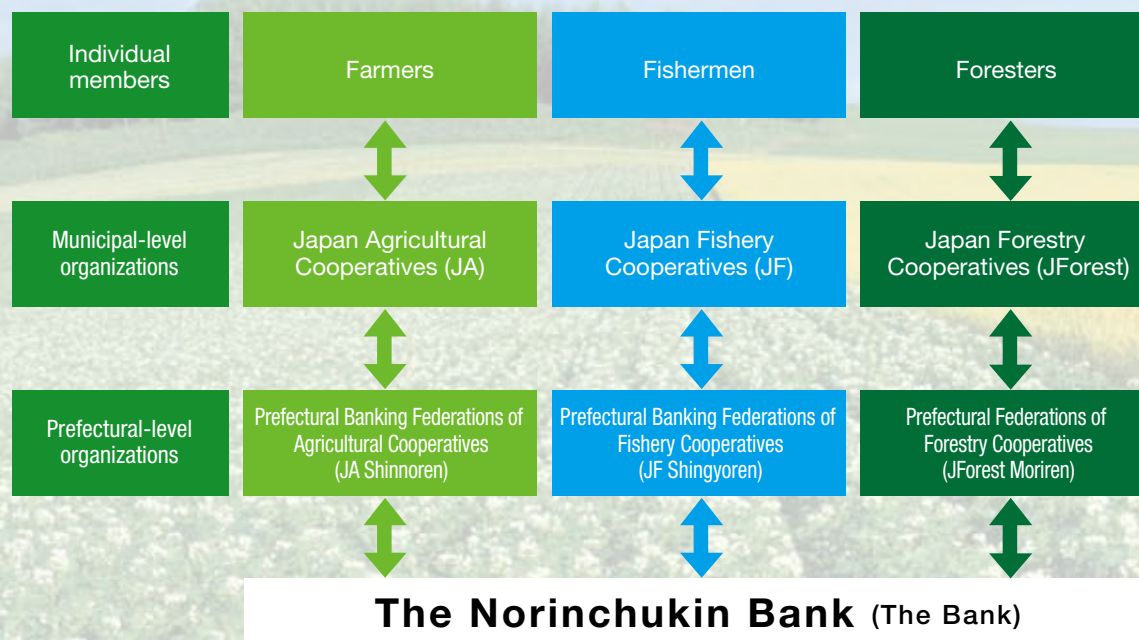 Individual
members
Farmers
Fishermen
Foresters
Municipal-level
organizations
Japan Agricultural
Cooperatives (JA)
Japan Fishery
Cooperatives (JF)
Japan Forestry
Cooperatives (JForest)
Prefectural-level
organizations
Prefectural Banking Federations of
Agricultural Cooperatives
(JA Shinnoren)
Prefectural Banking Federations of
Fishery Cooperatives
(JF Shingyoren)
Prefectural Federations of
Forestry Cooperatives
(JForest Moriren)
The Norinchukin Bank (The Bank)